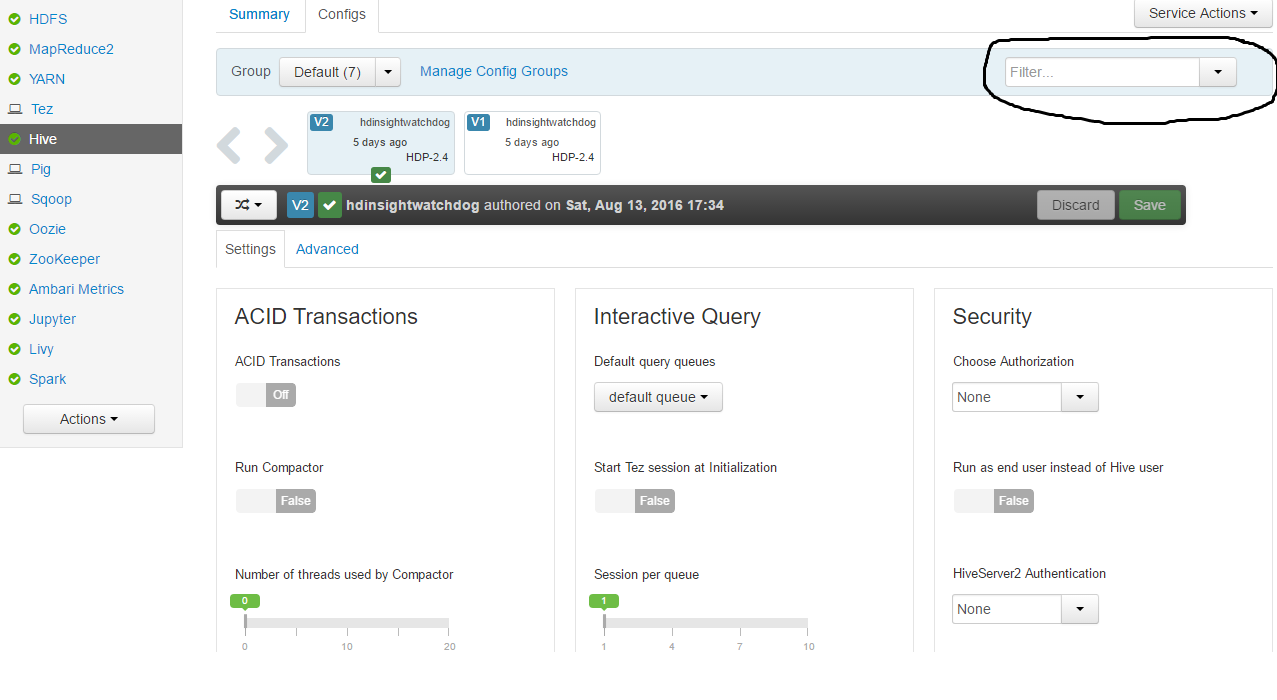 HDFS
MapReduce2
YARN
Tez
Hive
Pig
Sqoop
Oozie
ZooKeeper
Ambari Metrics
Jupyter
Livy
Spark
Actions
Summary Configs
Service Actions
Group Default (7) Manage Config Groups
Filter...
V2 hdinsightwatchdog
5 days ago
HDP-2.4
V1 hdinsightwatchdog
5 days ago
HDP-2.4
V2 hdinsightwatchdog authored on Sat, Aug 13, 2016 17:34
Discard Save
Settings Advanced
ACID Transactions
ACID Transactions
Off
Run Compactor
False
Number of threads used by Compactor
0
0 10 20
Interactive Query
Default query queues
default queue
Start Tez session at Initialization
False
Session per queue
1
1 4 7 10
Security
Choose Authorization
None
Run as end user instead of Hive user
False
HiveServer2 Authentication
None